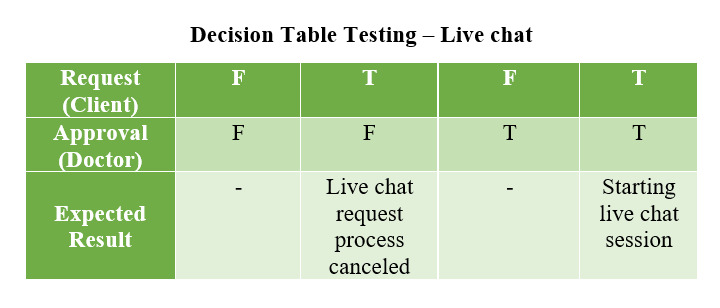 Decision Table Testing – Live chat
Request (Client) F T F T
Approval (Doctor) F F T T
Expected Result - Live chat request process canceled - Starting live chat session